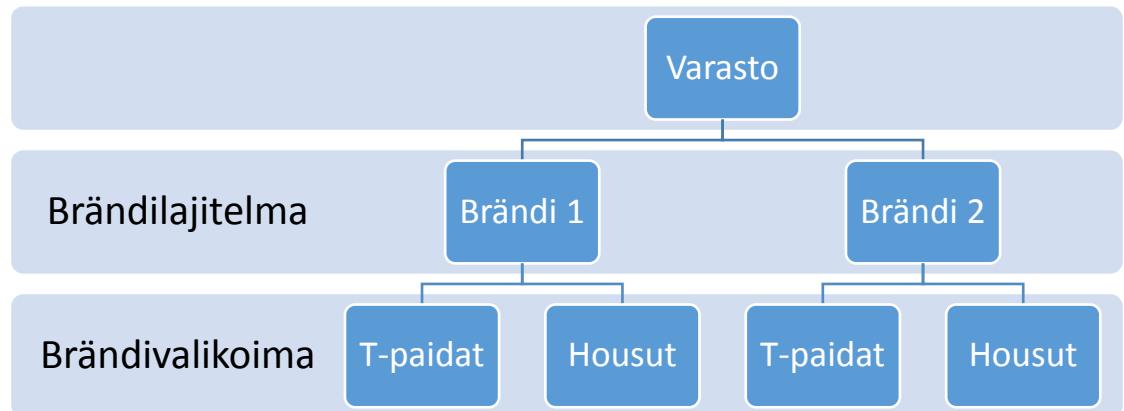 Varasto
Brändilajitelma
Brändi 1
Brändi 2
Brändivalikoima
T-paidat
Housut
T-paidat
Housut